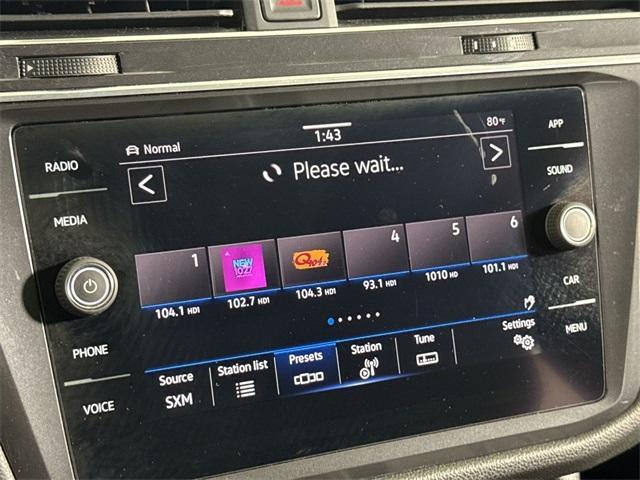 80°F
1:43
Normal
Please wait...
RADIO
MEDIA
PHONE
VOICE
APP
SOUND
CAR
MENU
1
NEW
102.7
Q104.3
4
5
6
104.1 HD1
102.7 HD1
104.3 HD1
93.1 HD1
1010 HD
101.1 HD1
Source
SXM
Station list
Presets
Station
Tune
Settings